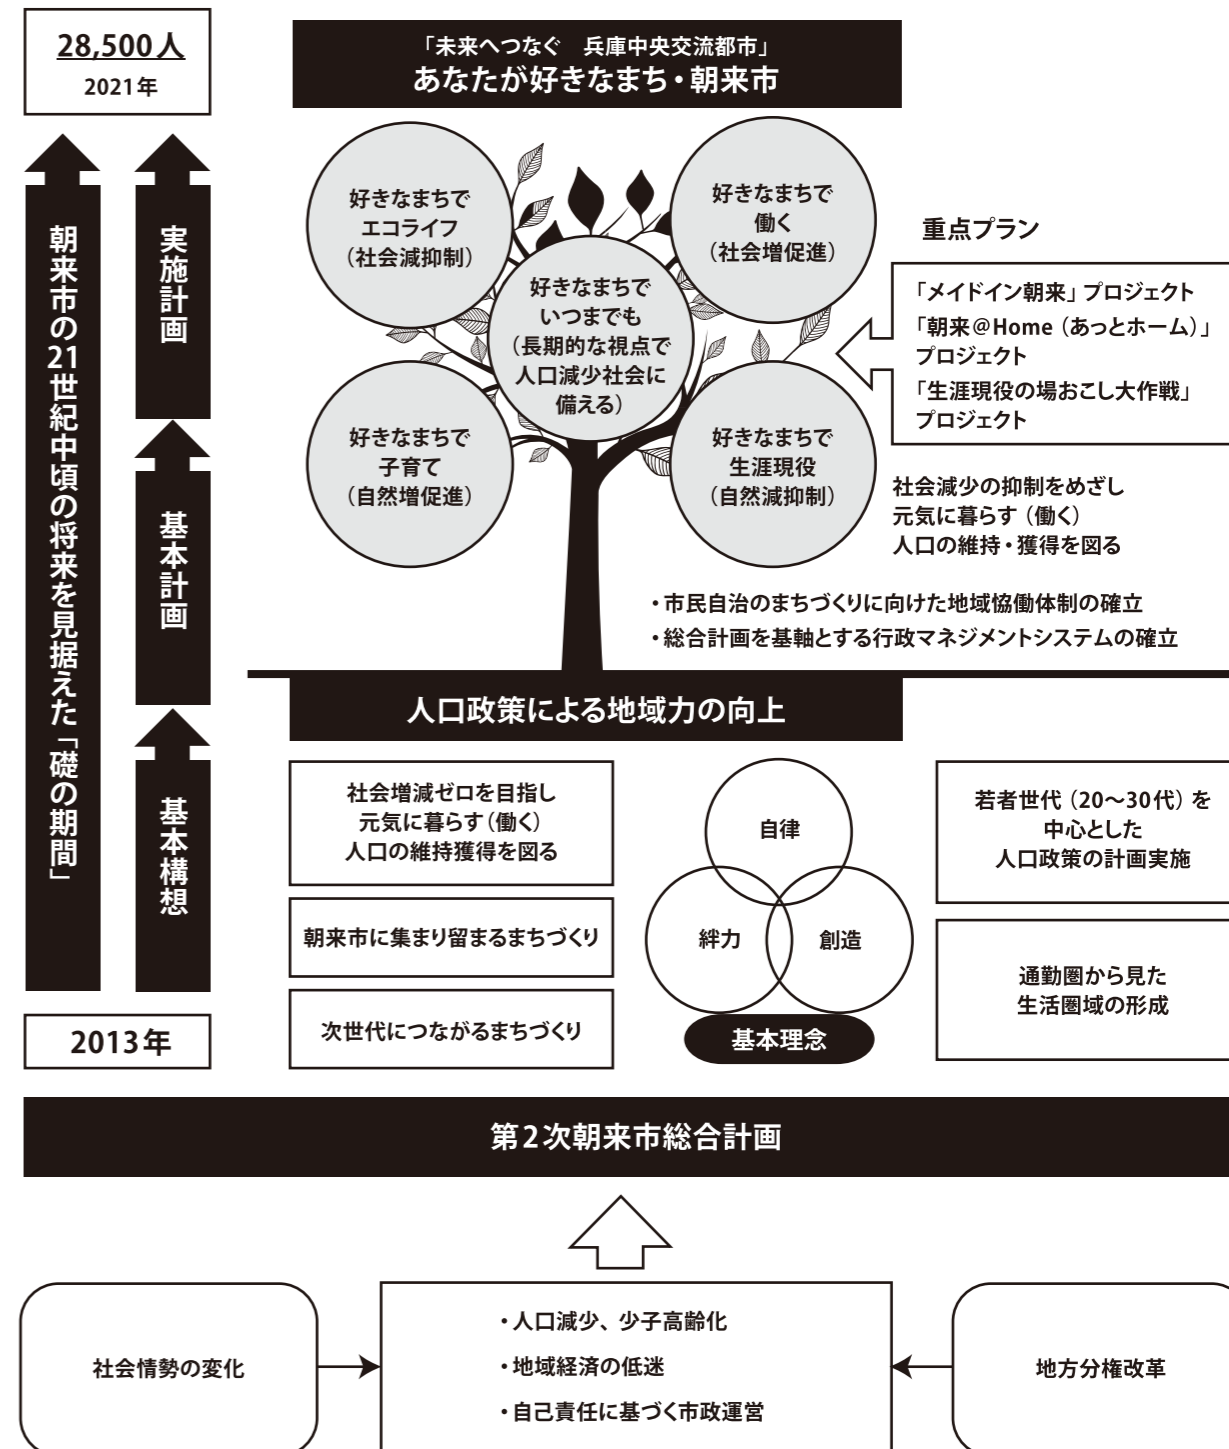 28,500人
2021年
「未来へつなぐ　兵庫中央交流都市」
あなたが好きなまち・朝来市
朝来市の21世紀中頃の将来を見据えた「礎の期間」
実施計画
基本計画
基本構想
2013年
好きなまちで
エコライフ
（社会減抑制）
好きなまちで
働く
（社会増促進）
好きなまちで
いつまでも
（長期的な視点で
人口減少社会に
備える）
好きなまちで
子育て
（自然増促進）
好きなまちで
生涯現役
（自然減抑制）
重点プラン
「メイドイン朝来」プロジェクト
「朝来＠Home（あっとホーム）」
プロジェクト
「生涯現役の場おこし大作戦」
プロジェクト
社会減少の抑制をめざし
元気に暮らす（働く）
人口の維持・獲得を図る
・市民自治のまちづくりに向けた地域協働体制の確立
・総合計画を基軸とする行政マネジメントシステムの確立
人口政策による地域力の向上
社会増減ゼロを目指し
元気に暮らす（働く）
人口の維持獲得を図る
朝来市に集まり留まるまちづくり
次世代につながるまちづくり
自律
絆力
創造
基本理念
若者世代（20〜30代）を
中心とした
人口政策の計画実施
通勤圏から見た
生活圏域の形成
第2次朝来市総合計画
社会情勢の変化
・人口減少、少子高齢化
・地域経済の低迷
・自己責任に基づく市政運営
地方分権改革